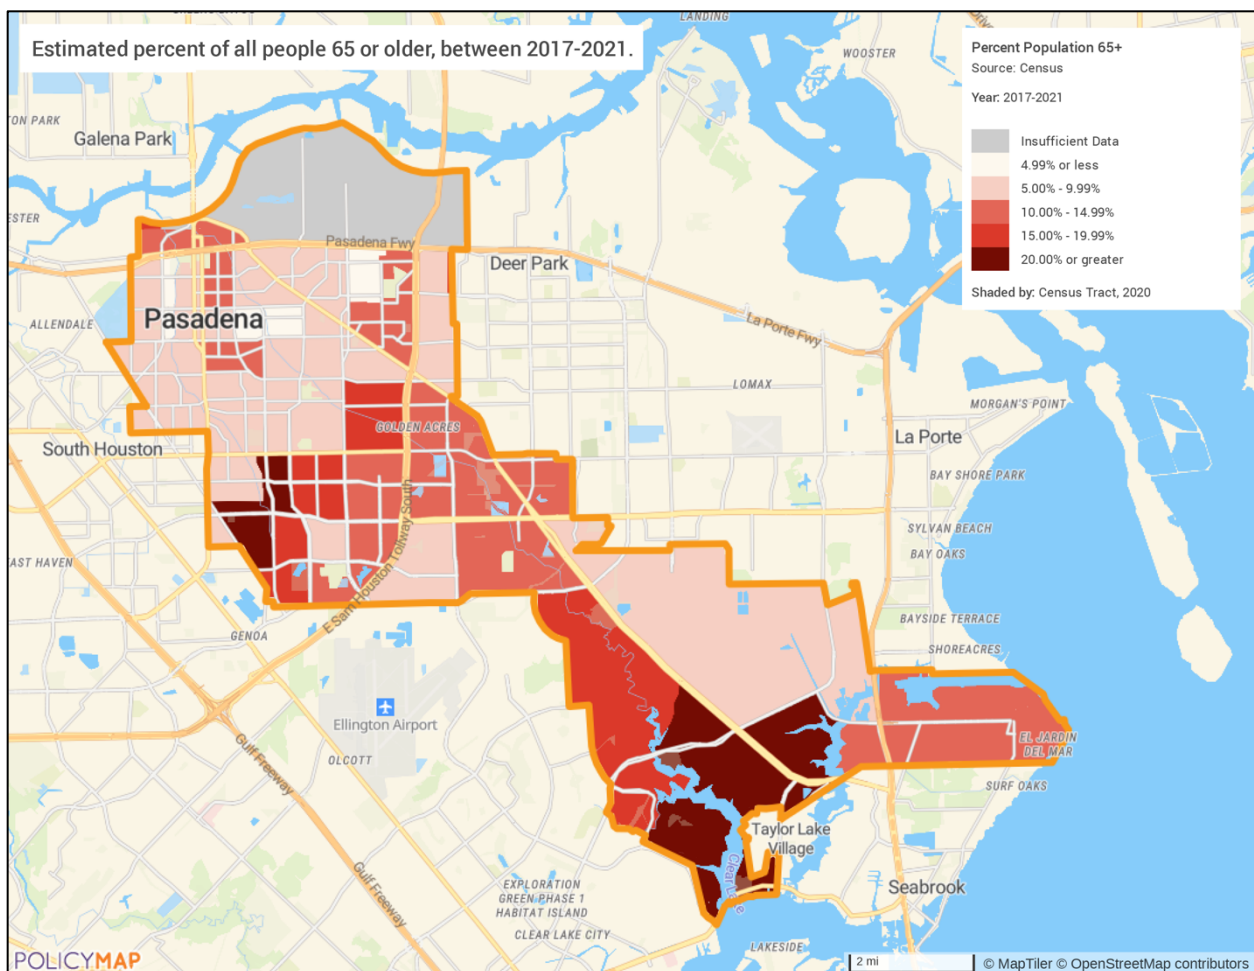 LANDING
Estimated percent of all people 65 or older, between 2017-2021.
WOOSTER
Percent Population 65+
Source: Census
Year: 2017-2021
Insufficient Data
4.99% or less
5.00% - 9.99%
10.00% - 14.99%
15.00% - 19.99%
20.00% or greater
Shaded by: Census Tract, 2020
TON PARK
Galena Park
ESTER
Pasadena Fwy
Deer Park
ALLENDALE
Pasadena
La Porte Fwy
LOMAX
MORGAN'S POINT
GOLDEN ACRES
La Porte
South Houston
BAY SHORE PARK
E Sam Houston Tollway South
SYLVAN BEACH
BAY OAKS
EAST HAVEN
BAYSIDE TERRACE
GENOA
SHOREACRES
Ellington Airport
EL JARDIN
DEL MAR
OLCOTT
Gulf Freeway
SURF OAKS
Taylor Lake
Village
Gulf Freeway
Clear Lake
EXPLORATION
GREEN PHASE 1
HABITAT ISLAND
Seabrook
CLEAR LAKE CITY
LAKESIDE
POLICYMAP
2 mi
© MapTiler © OpenStreetMap contributors